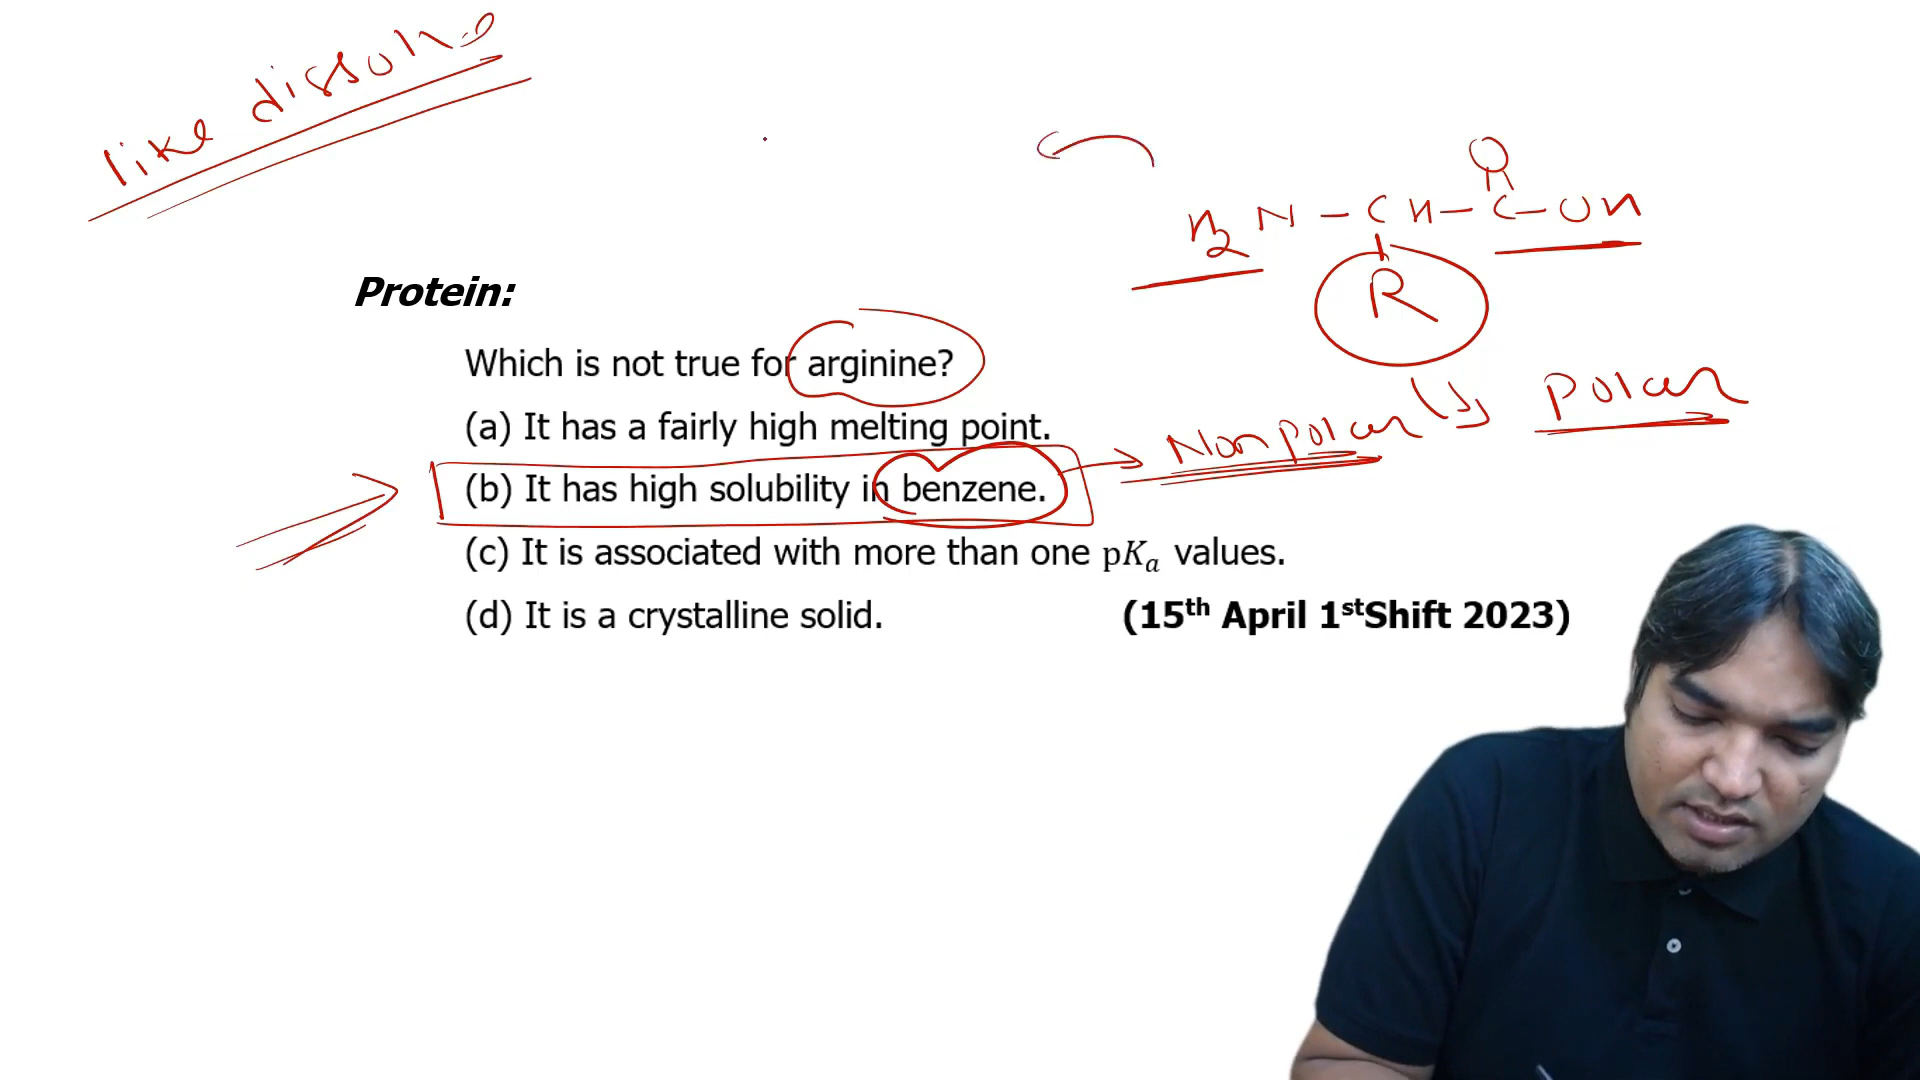 like dissolve
O
H2N - CH - C - OH
R
Protein:
Which is not true for arginine?
(a) It has a fairly high melting point.
Nonpolar
Polar
(b) It has high solubility in benzene.
(c) It is associated with more than one pKa values.
(d) It is a crystalline solid. (15th April 1stShift 2023)